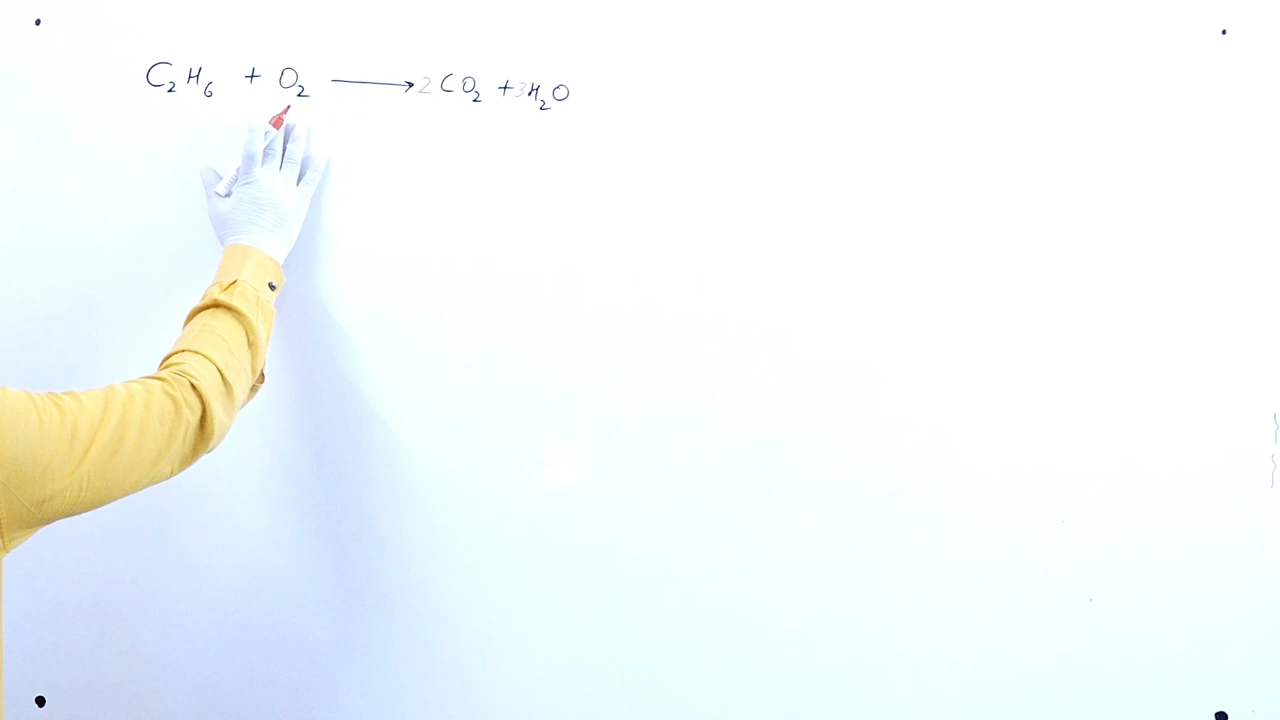 C₂H₆ + O₂ ⟶ 2CO₂ + 3H₂O